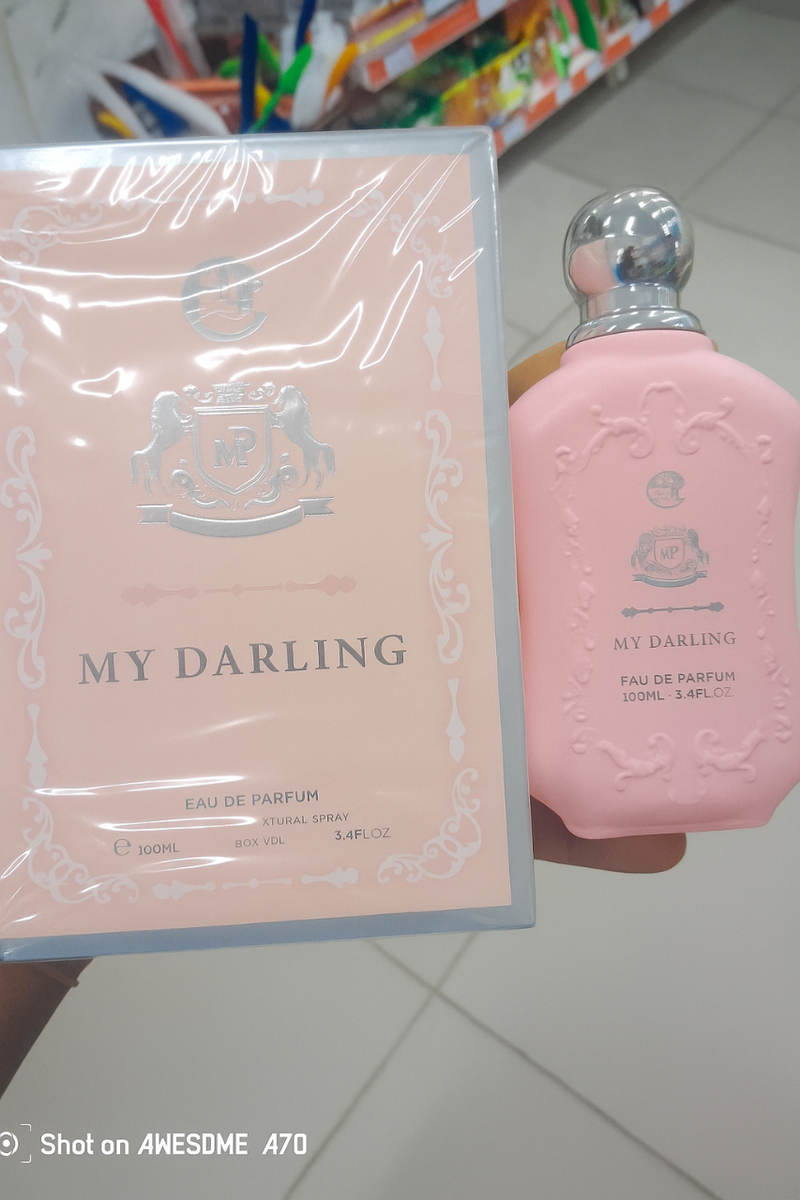 MP
MY DARLING
EAU DE PARFUM
XTURAL SPRAY
e 100ML BOX VDL 3.4FLOZ
MP
MY DARLING
EAU DE PARFUM
100ML · 3.4FL.OZ
Shot on AWESDME A70